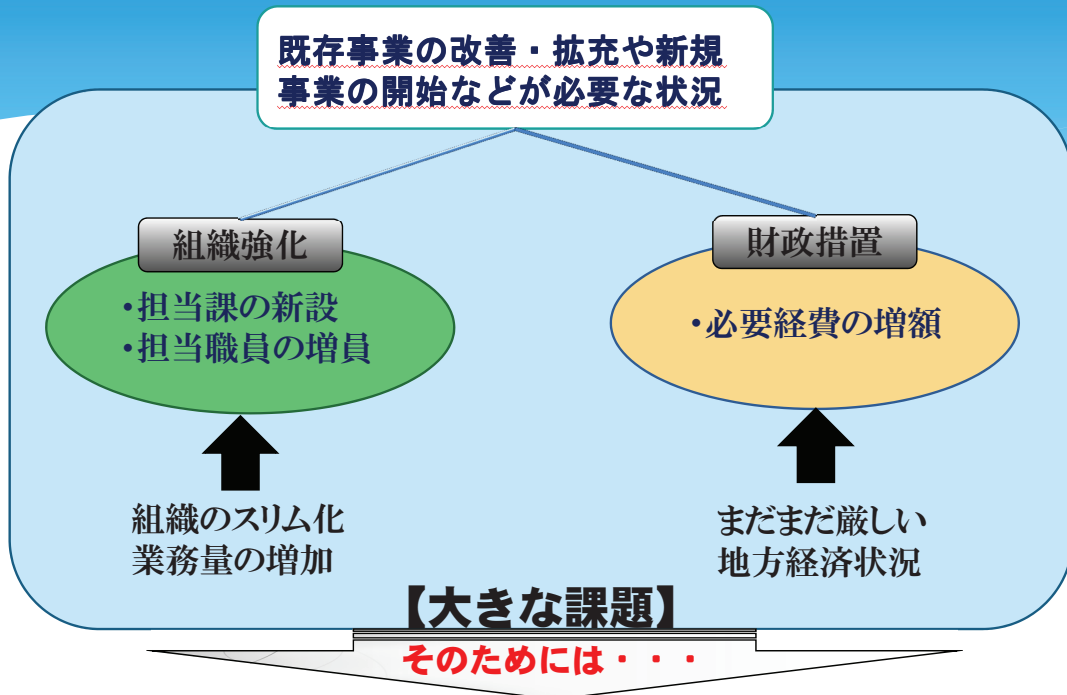 既存事業の改善・拡充や新規
事業の開始などが必要な状況
組織強化
・担当課の新設
・担当職員の増員
組織のスリム化
業務量の増加
財政措置
・必要経費の増額
まだまだ厳しい
地方経済状況
【大きな課題】
そのためには・・・